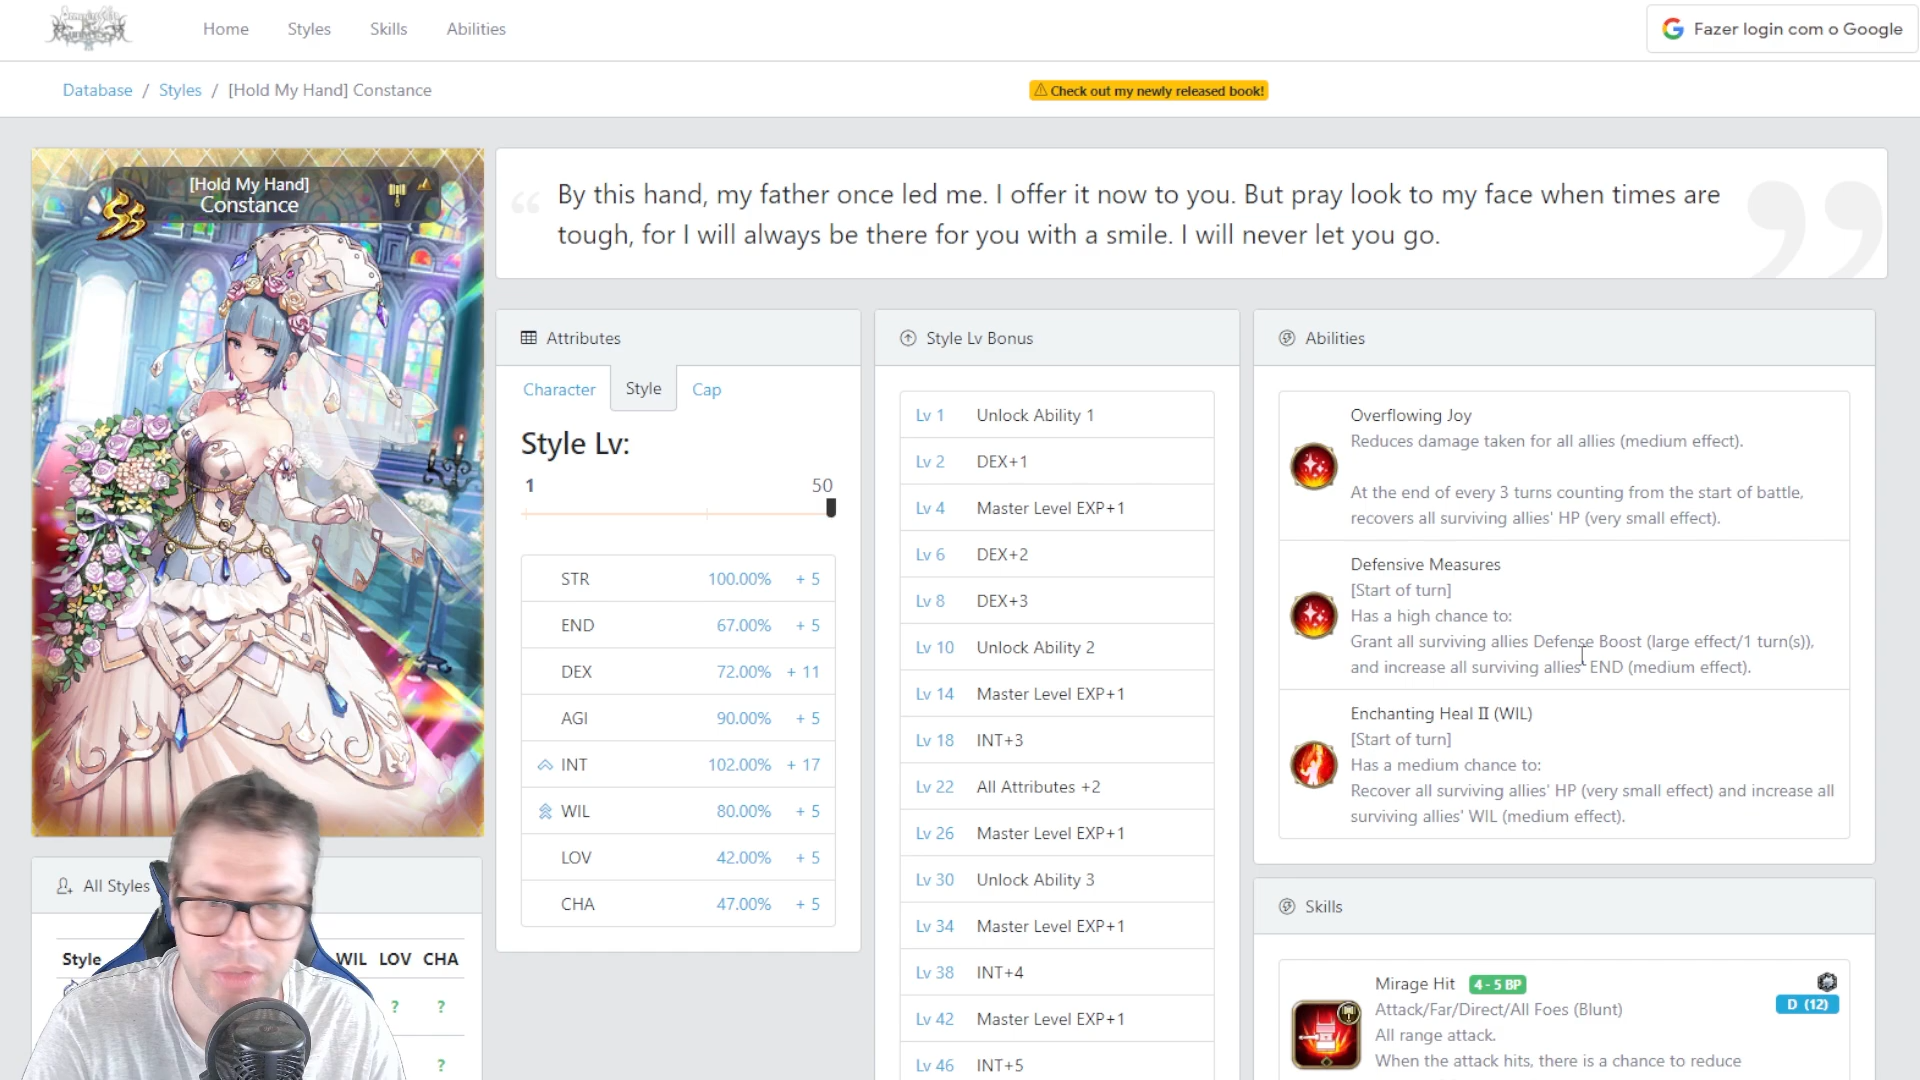 Home
Styles
Skills
Abilities
Fazer login com o Google
Database / Styles / [Hold My Hand] Constance
Check out my newly released book!
[Hold My Hand]
Constance
SS
“ By this hand, my father once led me. I offer it now to you. But pray look to my face when times are
tough, for I will always be there for you with a smile. I will never let you go. ”
Attributes
Character
Style
Cap
Style Lv:
1
50
STR 100.00% + 5
END 67.00% + 5
DEX 72.00% + 11
AGI 90.00% + 5
INT 102.00% + 17
WIL 80.00% + 5
LOV 42.00% + 5
CHA 47.00% + 5
Style Lv Bonus
Lv 1 Unlock Ability 1
Lv 2 DEX+1
Lv 4 Master Level EXP+1
Lv 6 DEX+2
Lv 8 DEX+3
Lv 10 Unlock Ability 2
Lv 14 Master Level EXP+1
Lv 18 INT+3
Lv 22 All Attributes +2
Lv 26 Master Level EXP+1
Lv 30 Unlock Ability 3
Lv 34 Master Level EXP+1
Lv 38 INT+4
Lv 42 Master Level EXP+1
Lv 46 INT+5
Abilities
Overflowing Joy
Reduces damage taken for all allies (medium effect).
At the end of every 3 turns counting from the start of battle,
recovers all surviving allies' HP (very small effect).
Defensive Measures
[Start of turn]
Has a high chance to:
Grant all surviving allies Defense Boost (large effect/1 turn(s)),
and increase all surviving allies' END (medium effect).
Enchanting Heal Ⅱ (WIL)
[Start of turn]
Has a medium chance to:
Recover all surviving allies' HP (very small effect) and increase all
surviving allies' WIL (medium effect).
Skills
Mirage Hit 4 - 5 BP
D (12)
Attack/Far/Direct/All Foes (Blunt)
All range attack.
When the attack hits, there is a chance to reduce
All Styles
Style WIL LOV CHA
? ?
?